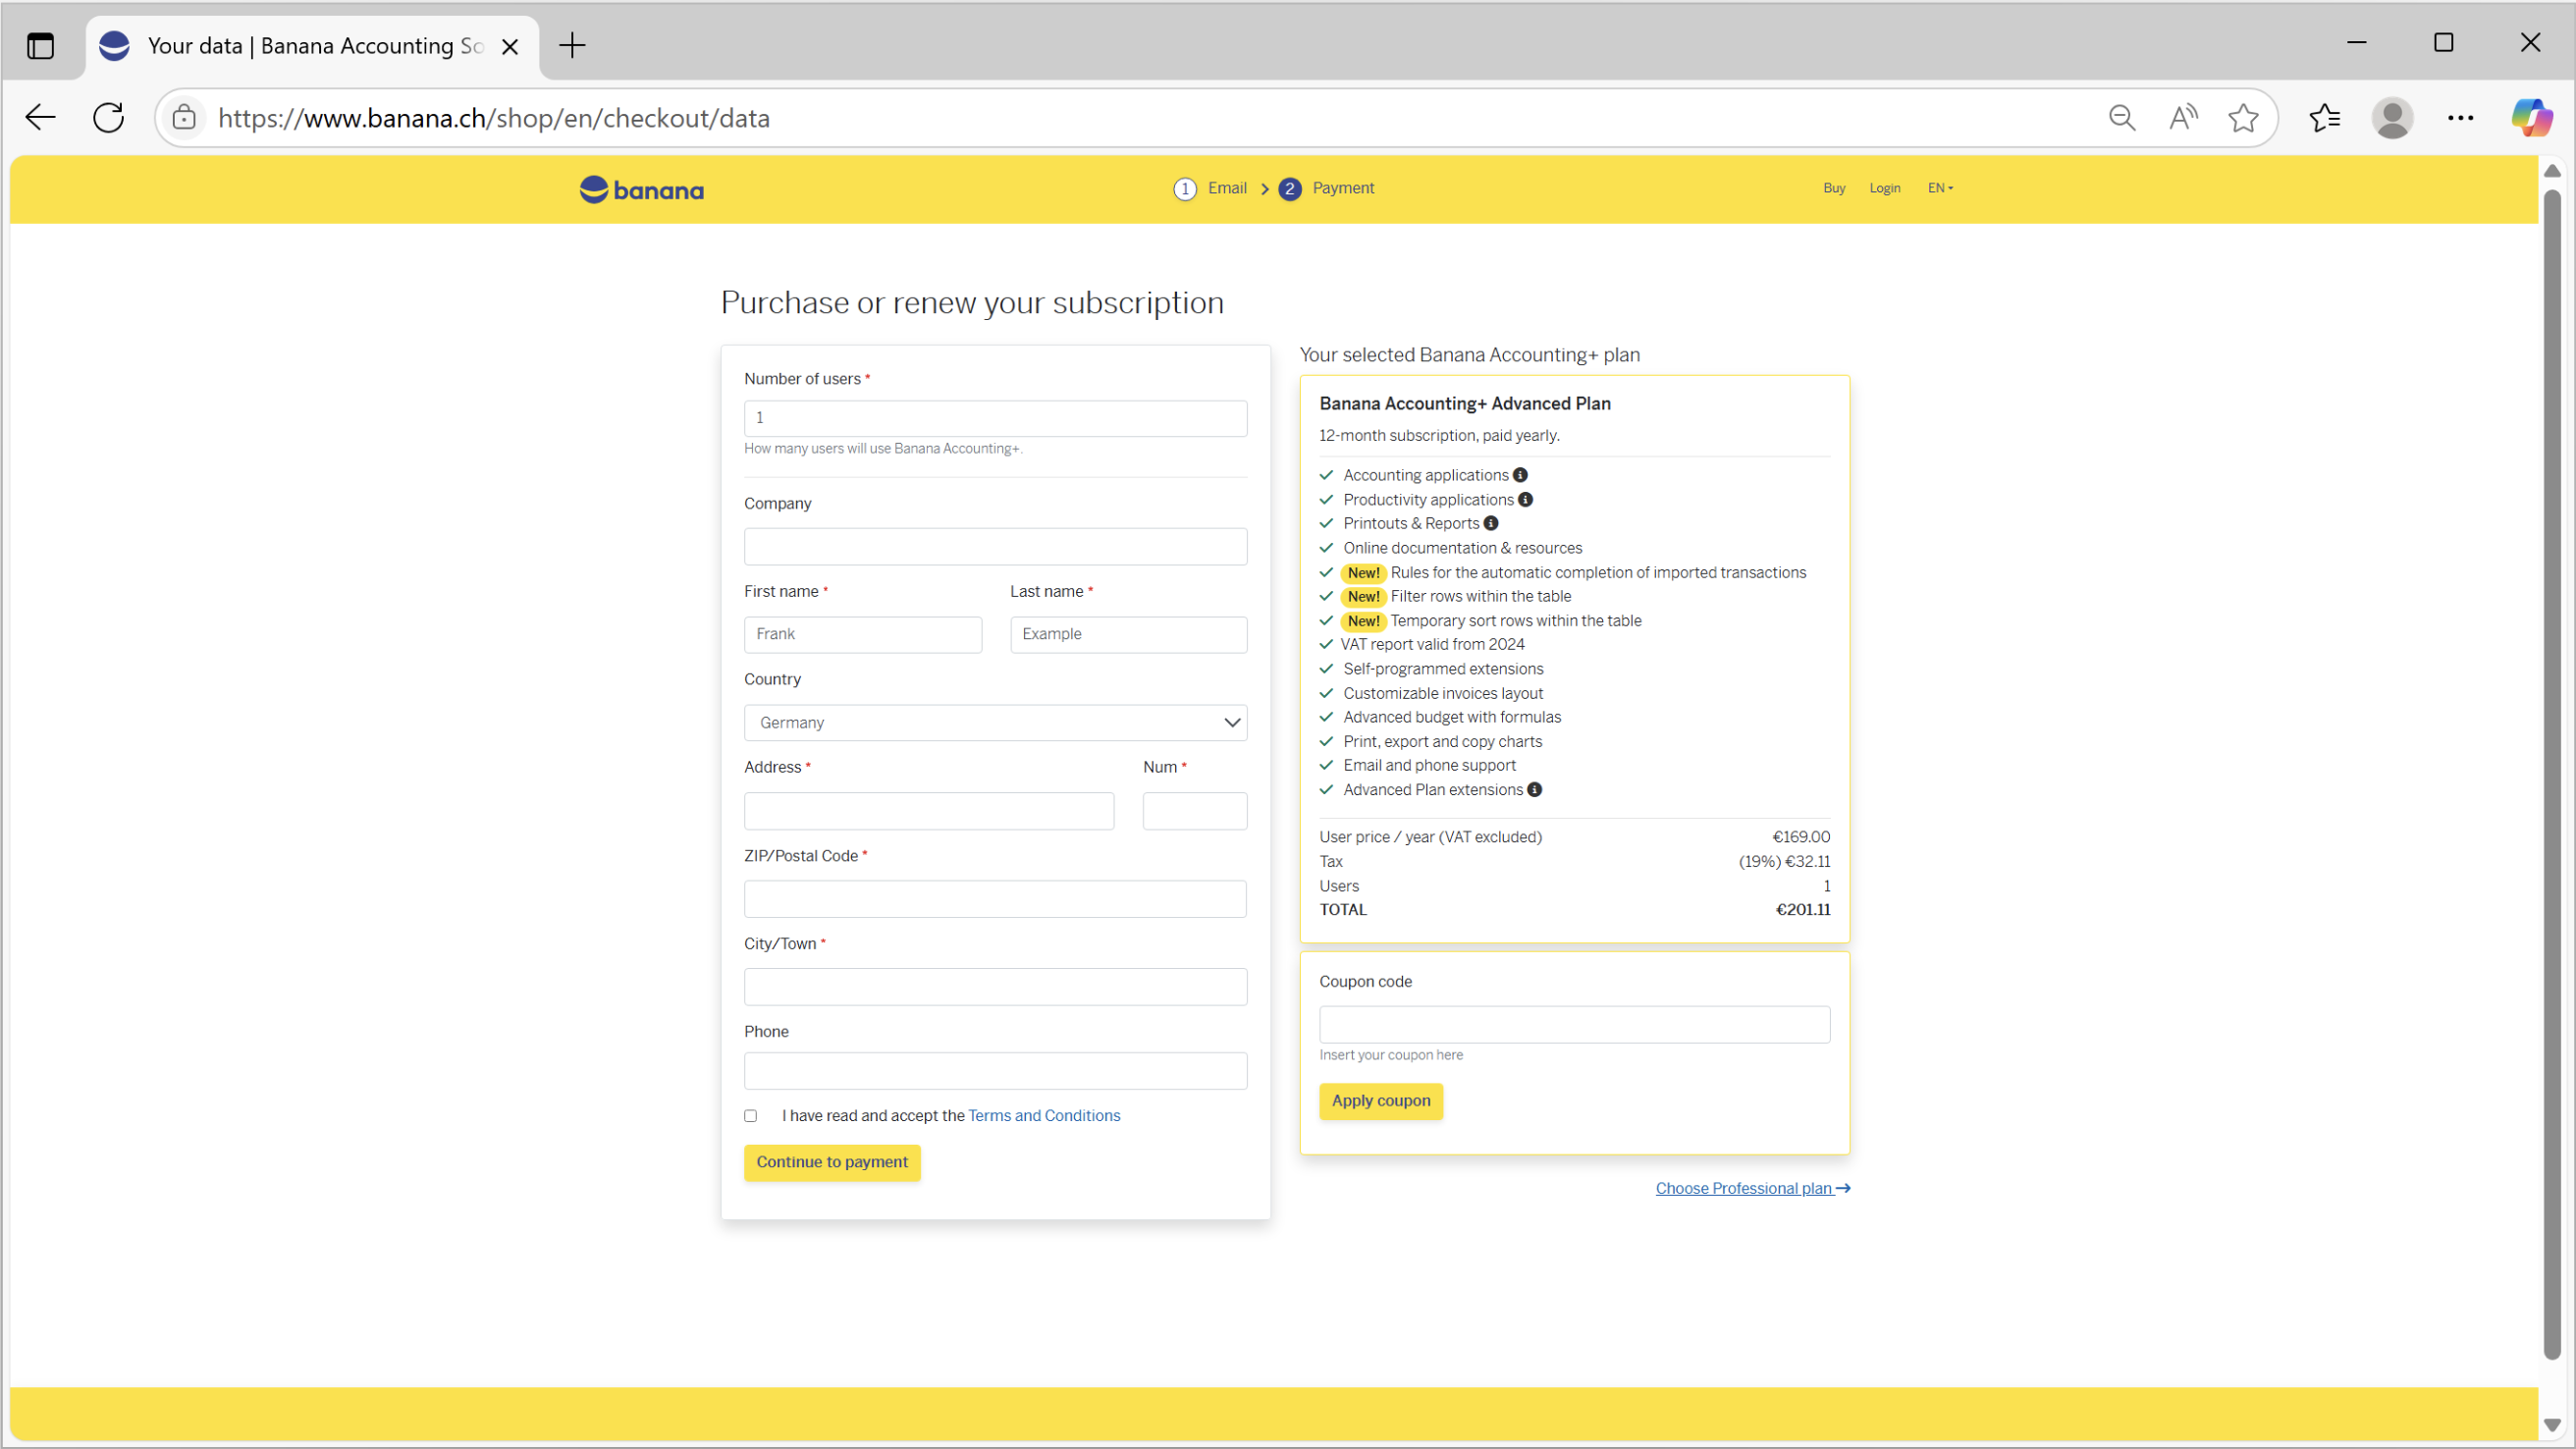 Your data | Banana Accounting So
https://www.banana.ch/shop/en/checkout/data
banana
1 Email 2 Payment
Buy Login EN
Purchase or renew your subscription
Number of users *
1
How many users will use Banana Accounting+.
Company
First name * Last name *
Frank Example
Country
Germany
Address * Num *
ZIP/Postal Code *
City/Town *
Phone
I have read and accept the Terms and Conditions
Continue to payment
Your selected Banana Accounting+ plan
Banana Accounting+ Advanced Plan
12-month subscription, paid yearly.
Accounting applications
Productivity applications
Printouts & Reports
Online documentation & resources
New! Rules for the automatic completion of imported transactions
New! Filter rows within the table
New! Temporary sort rows within the table
VAT report valid from 2024
Self-programmed extensions
Customizable invoices layout
Advanced budget with formulas
Print, export and copy charts
Email and phone support
Advanced Plan extensions
User price / year (VAT excluded) €169.00
Tax (19%) €32.11
Users 1
TOTAL €201.11
Coupon code
Insert your coupon here
Apply coupon
Choose Professional plan